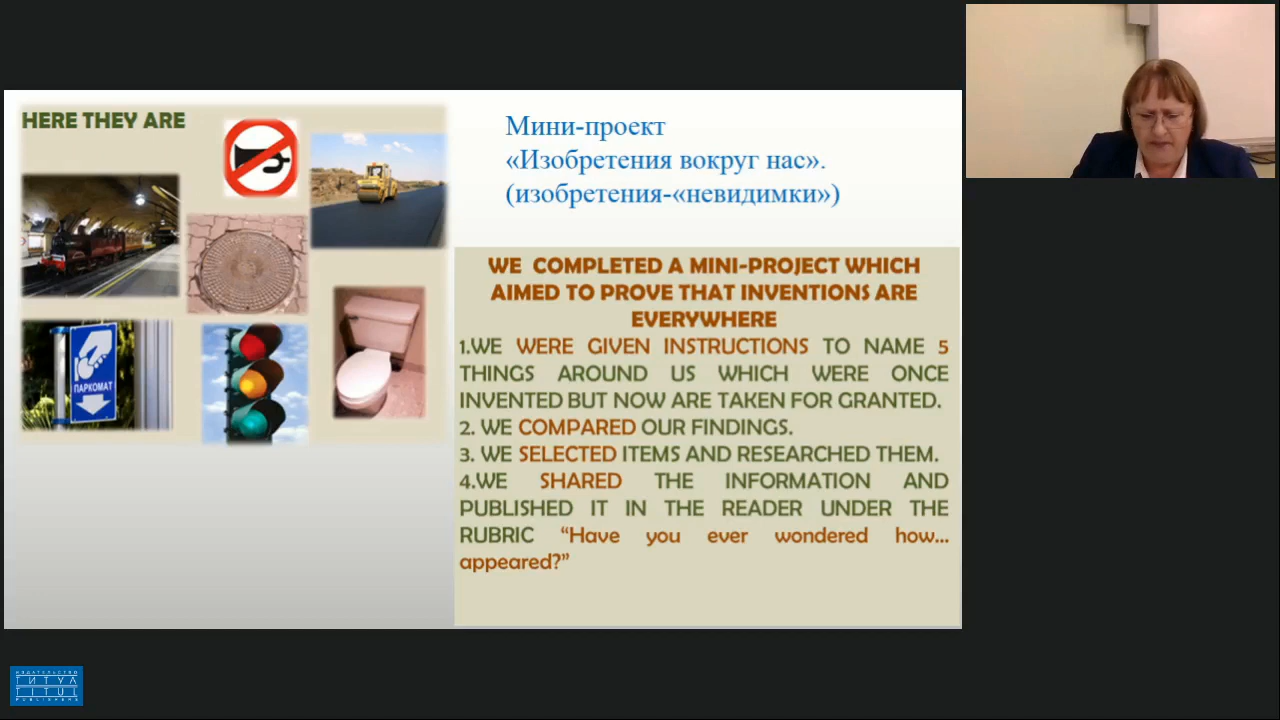 HERE THEY ARE
ПАРКОМАТ
Мини-проект
«Изобретения вокруг нас».
(изобретения-«невидимки»)
WE COMPLETED A MINI-PROJECT WHICH
AIMED TO PROVE THAT INVENTIONS ARE
EVERYWHERE
1.WE WERE GIVEN INSTRUCTIONS TO NAME 5
THINGS AROUND US WHICH WERE ONCE
INVENTED BUT NOW ARE TAKEN FOR GRANTED.
2. WE COMPARED OUR FINDINGS.
3. WE SELECTED ITEMS AND RESEARCHED THEM.
4.WE SHARED THE INFORMATION AND
PUBLISHED IT IN THE READER UNDER THE
RUBRIC “Have you ever wondered how...
appeared?”
ИЗДАТЕЛЬСТВО
ТИТУЛ
TITUL
PUBLISHERS